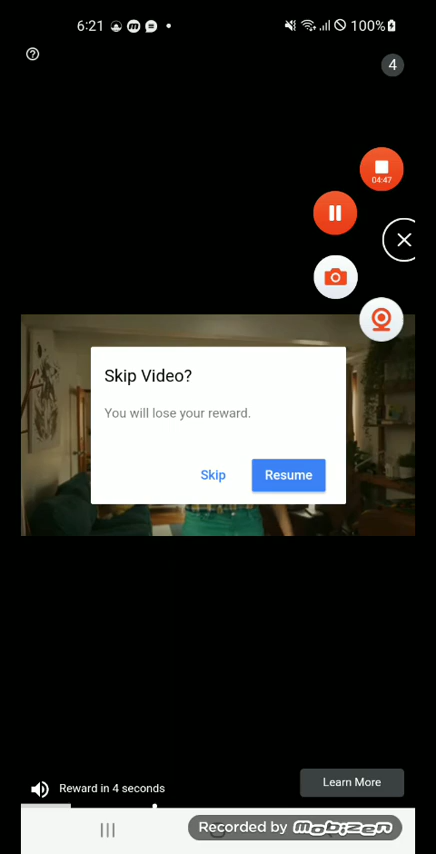 6:21
100%
4
04:47
Skip Video?
You will lose your reward.
Skip
Resume
Learn More
Reward in 4 seconds
Recorded by mobizen